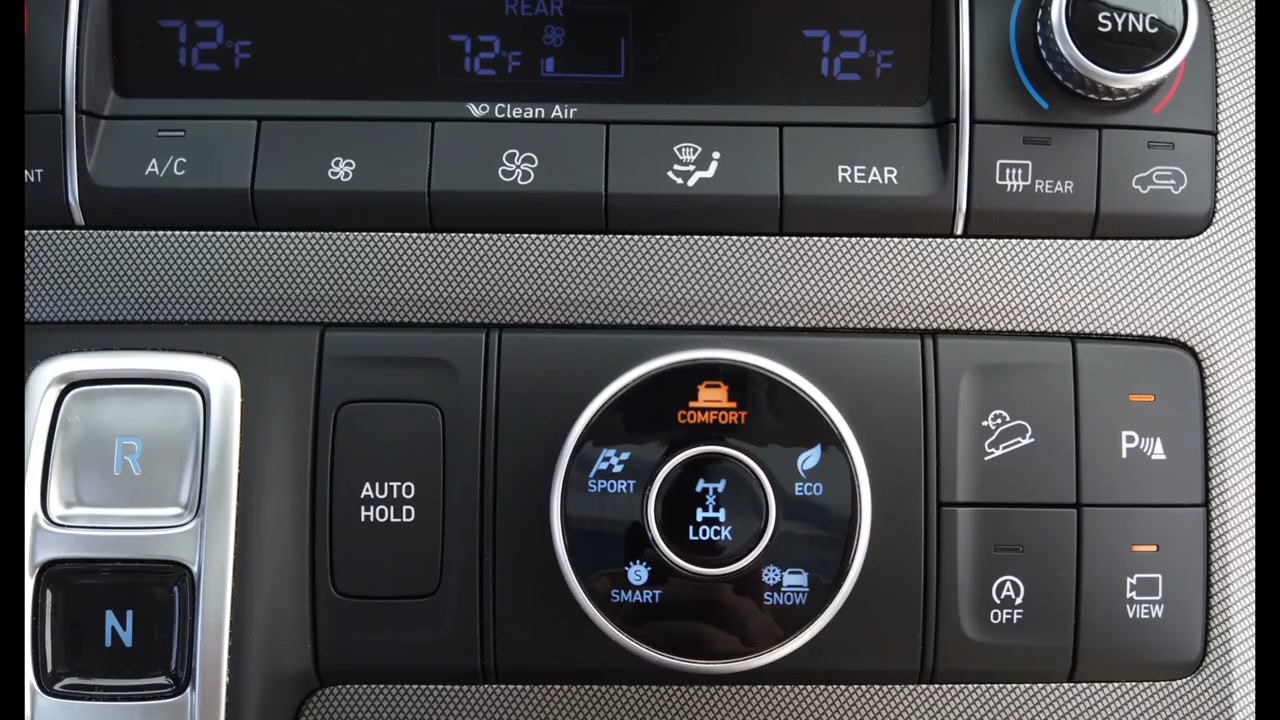 REAR
72°F
72°F
72°F
SYNC
Clean Air
NT
A/C
REAR
REAR
COMFORT
SPORT
ECO
R
AUTO
HOLD
LOCK
P
SMART
S
SNOW
N
A
OFF
VIEW